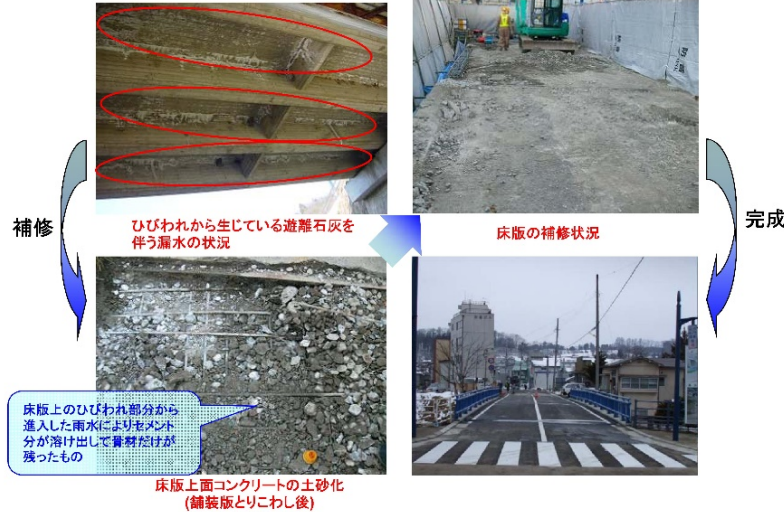 補修
ひびわれから生じている遊離石灰を
伴う漏水の状況
床版の補修状況
完成
床版上のひびわれ部分から
進入した雨水によりセメント
分が溶け出して骨材だけが
残ったもの
床版上面コンクリートの土砂化
(舗装版とりこわし後)